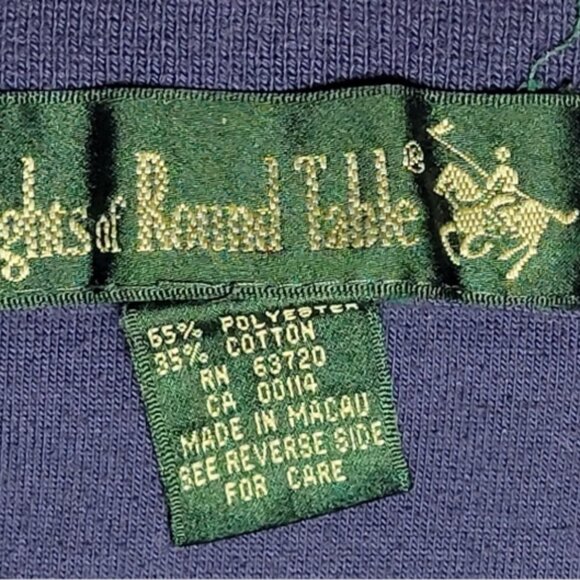 ghts of Round Table®
65% POLYESTER
35% COTTON
RN 63720
CA 00114
MADE IN MACAU
SEE REVERSE SIDE
FOR CARE